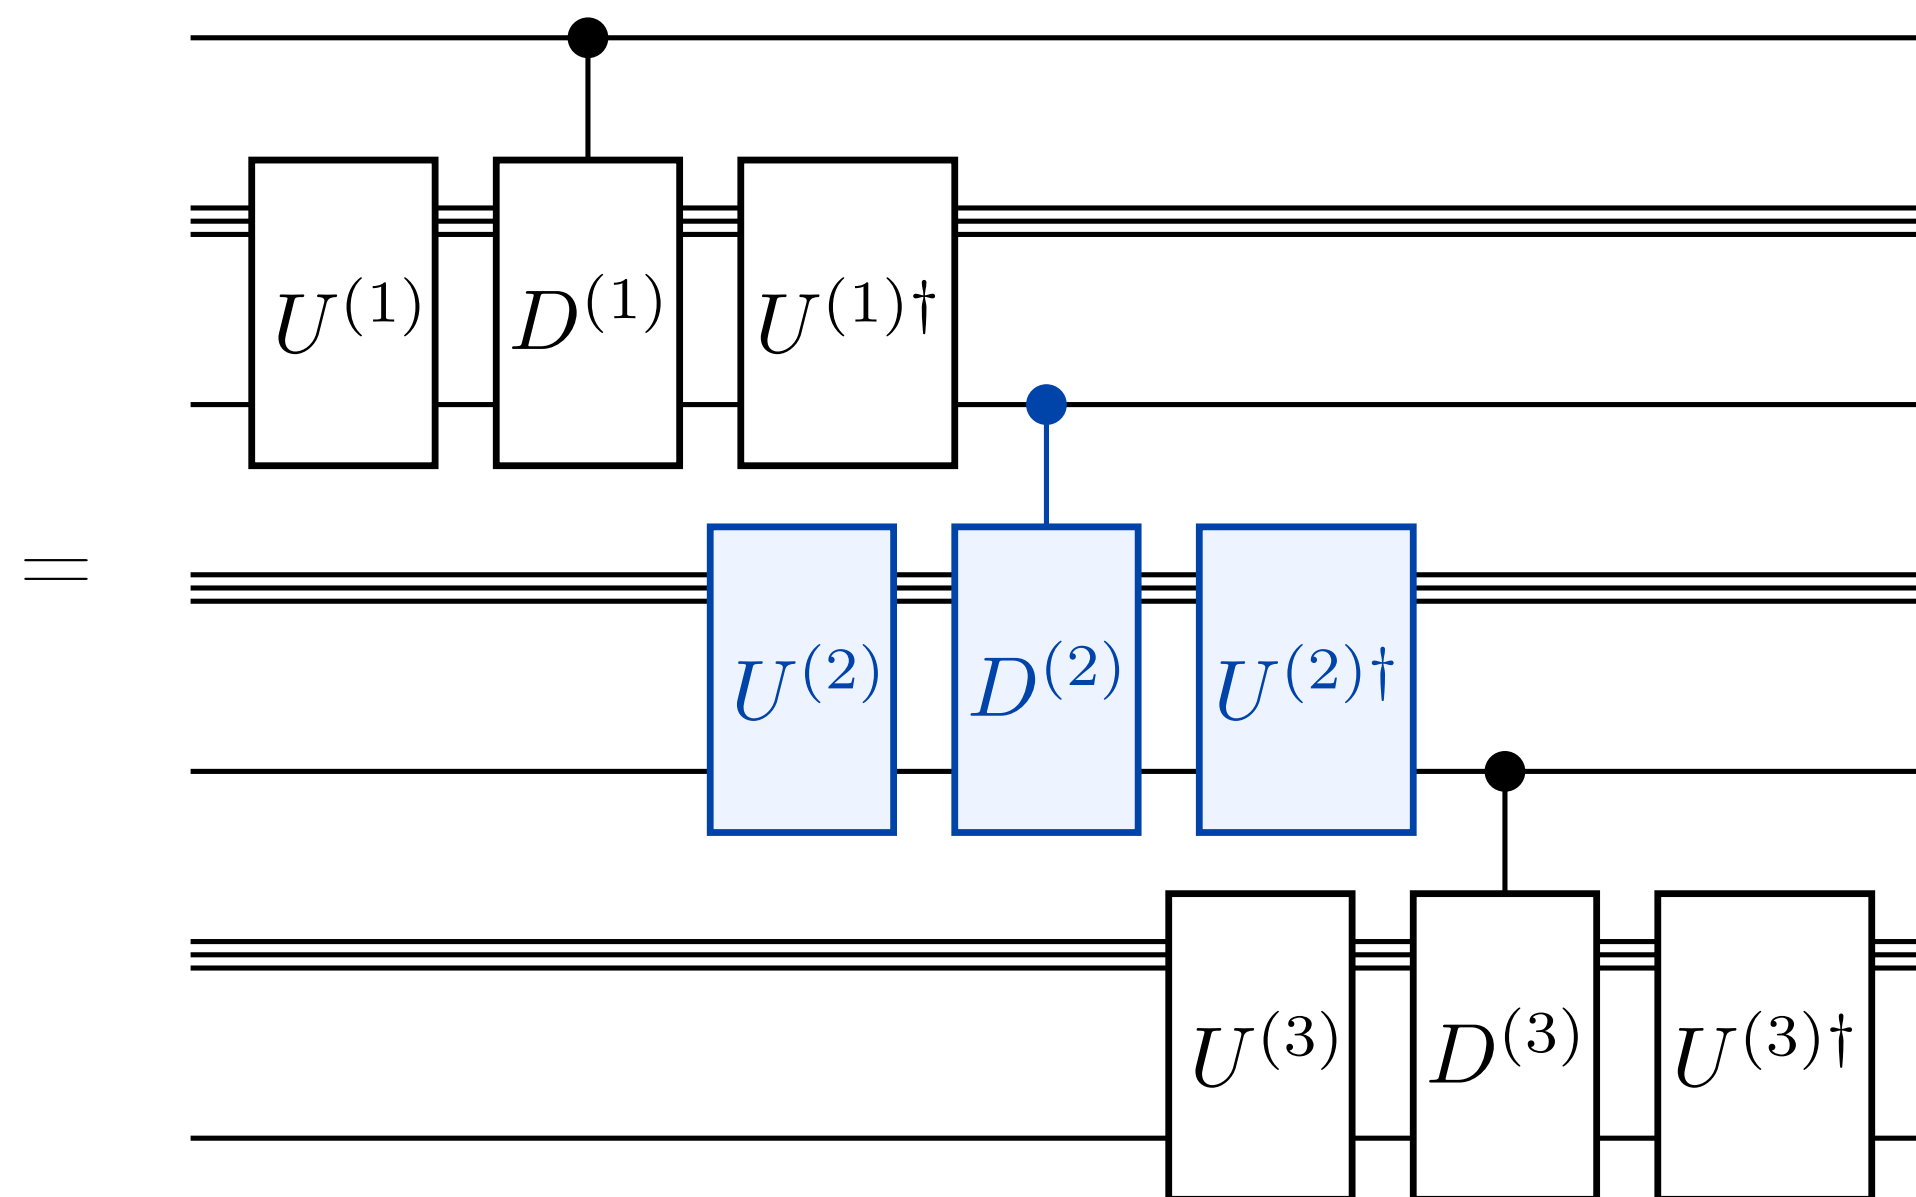 U^{(1)} D^{(1)} U^{(1)†}
=
U^{(2)} D^{(2)} U^{(2)†}
U^{(3)} D^{(3)} U^{(3)†}